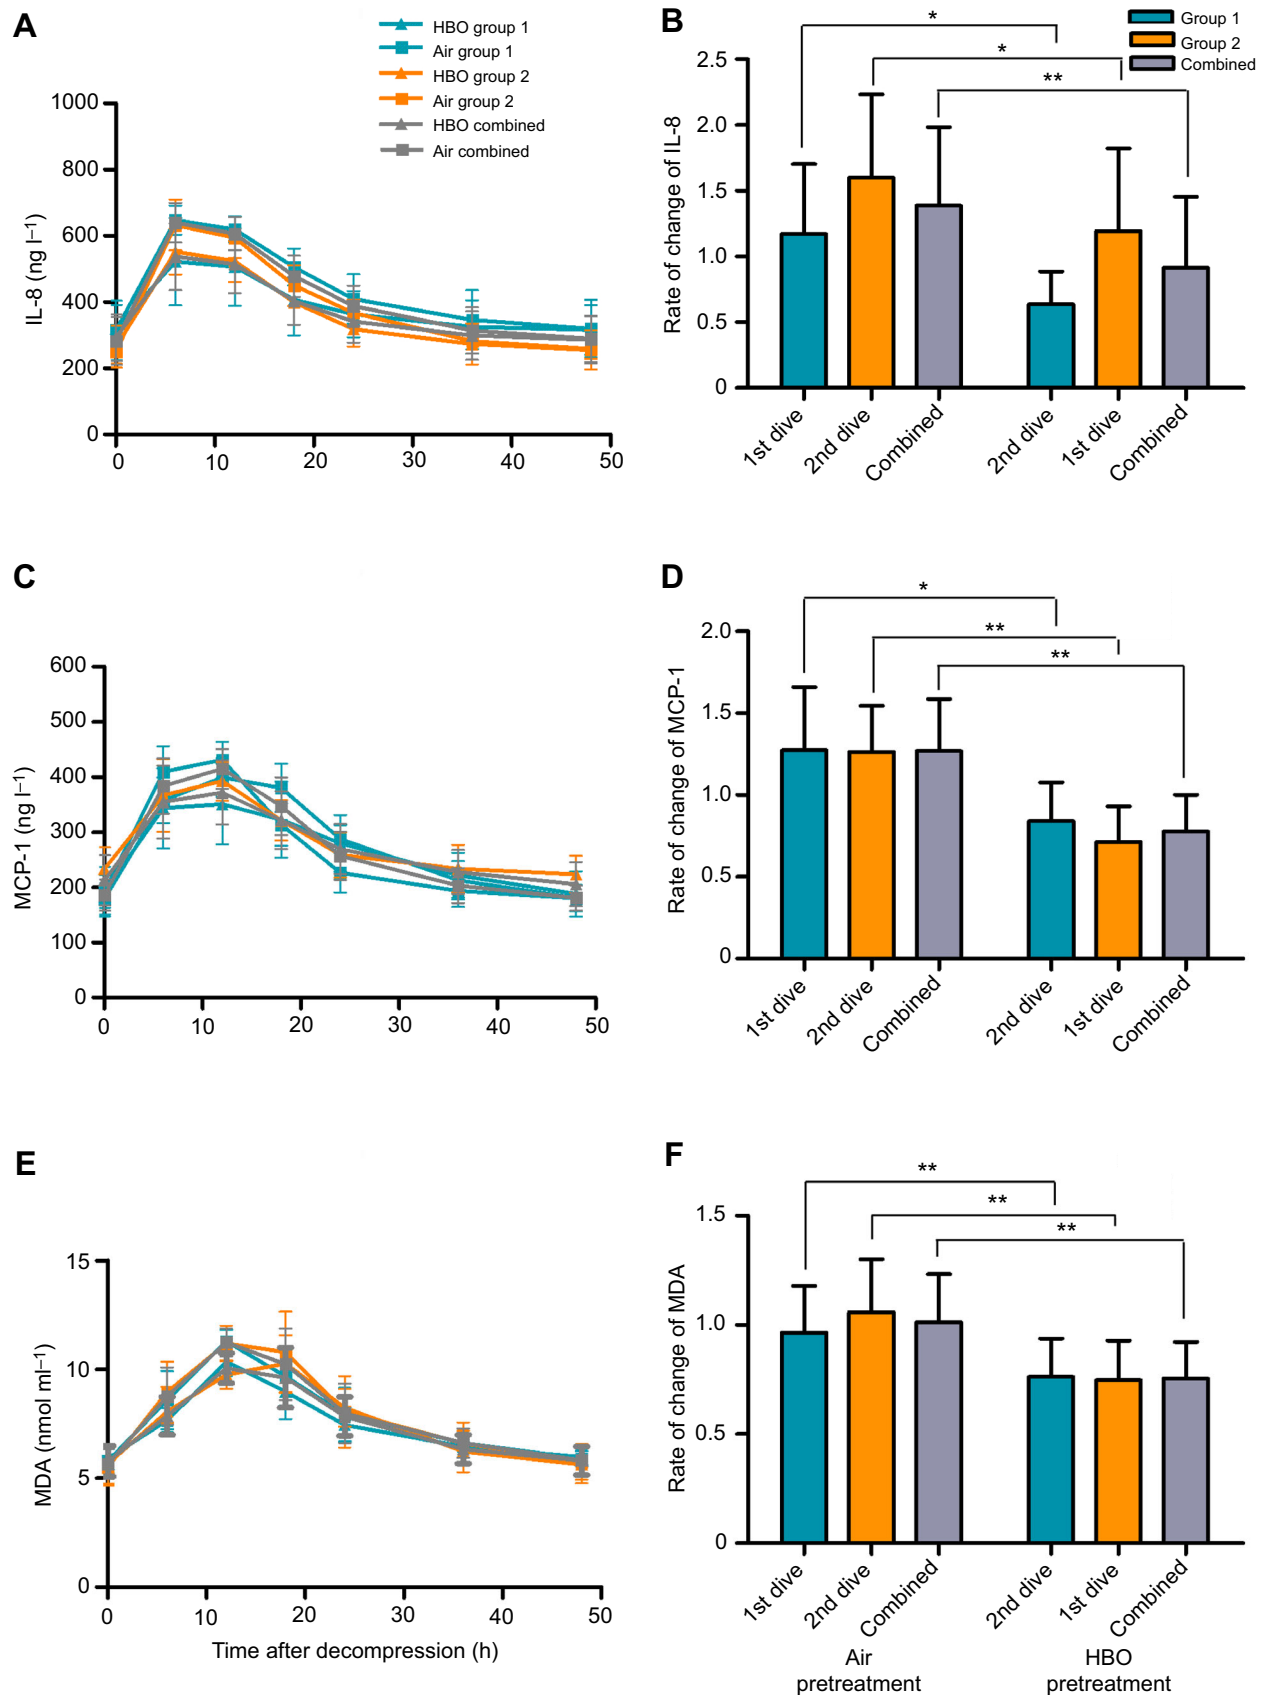 A
HBO group 1
Air group 1
HBO group 2
Air group 2
HBO combined
Air combined
1000
800
600
400
200
0
IL-8 (ng l⁻¹)
0 10 20 30 40 50
B
Group 1
Group 2
Combined
*
*
**
2.5
2.0
1.5
1.0
0.5
0
Rate of change of IL-8
1st dive 2nd dive Combined 2nd dive 1st dive Combined
C
600
500
400
300
200
100
0
MCP-1 (ng l⁻¹)
0 10 20 30 40 50
D
*
**
**
2.0
1.5
1.0
0.5
0
Rate of change of MCP-1
1st dive 2nd dive Combined 2nd dive 1st dive Combined
E
15
10
5
0
MDA (nmol ml⁻¹)
0 10 20 30 40 50
Time after decompression (h)
F
**
**
**
1.5
1.0
0.5
0
Rate of change of MDA
1st dive 2nd dive Combined 2nd dive 1st dive Combined
Air
pretreatment
HBO
pretreatment